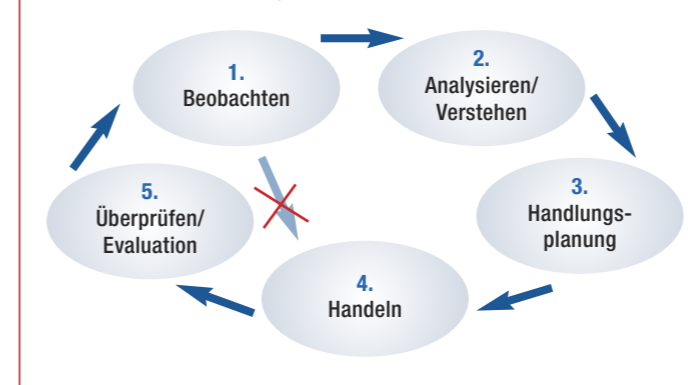 1.
Beobachten
2.
Analysieren/
Verstehen
3.
Handlungs-
planung
4.
Handeln
5.
Überprüfen/
Evaluation